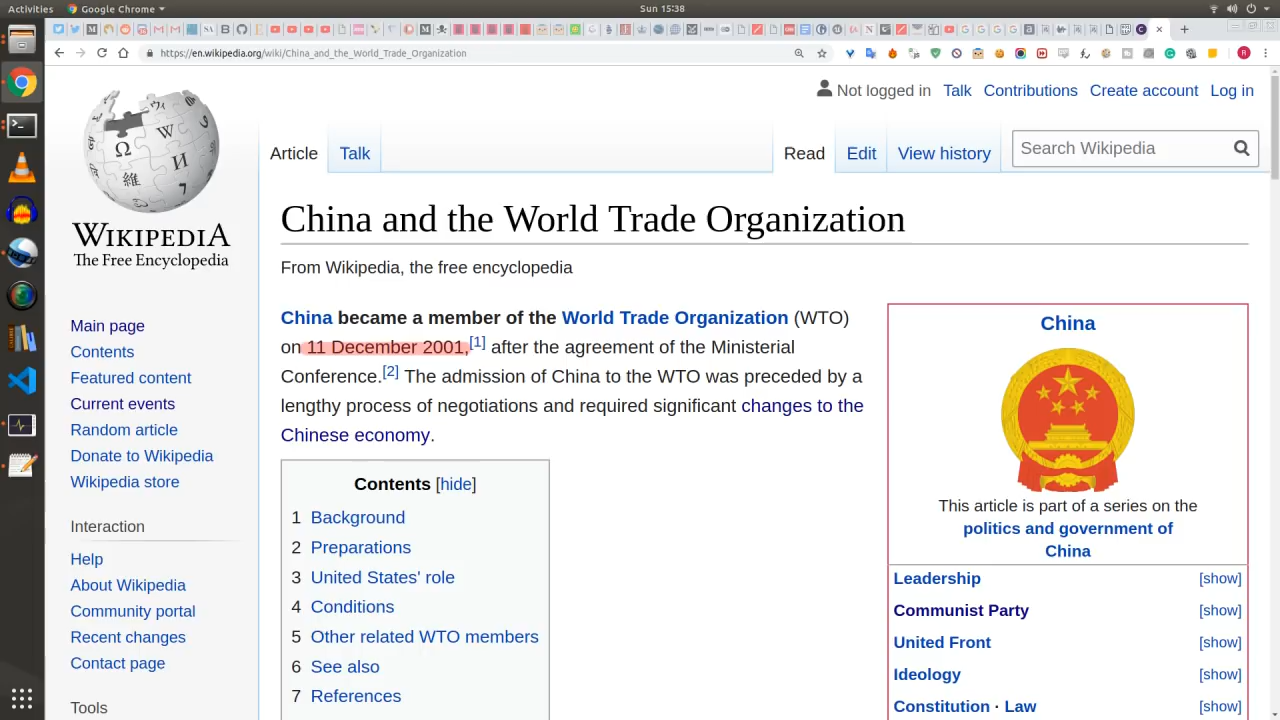 Activities Google Chrome Sun 15:38
https://en.wikipedia.org/wiki/China_and_the_World_Trade_Organization
Not logged in Talk Contributions Create account Log in
Article Talk Read Edit View history Search Wikipedia
WIKIPEDIA
The Free Encyclopedia
Main page
Contents
Featured content
Current events
Random article
Donate to Wikipedia
Wikipedia store
Interaction
Help
About Wikipedia
Community portal
Recent changes
Contact page
Tools
China and the World Trade Organization
From Wikipedia, the free encyclopedia
China became a member of the World Trade Organization (WTO)
on 11 December 2001,[1] after the agreement of the Ministerial
Conference.[2] The admission of China to the WTO was preceded by a
lengthy process of negotiations and required significant changes to the
Chinese economy.
Contents [hide]
1 Background
2 Preparations
3 United States' role
4 Conditions
5 Other related WTO members
6 See also
7 References
China
This article is part of a series on the
politics and government of
China
Leadership [show]
Communist Party [show]
United Front [show]
Ideology [show]
Constitution · Law [show]